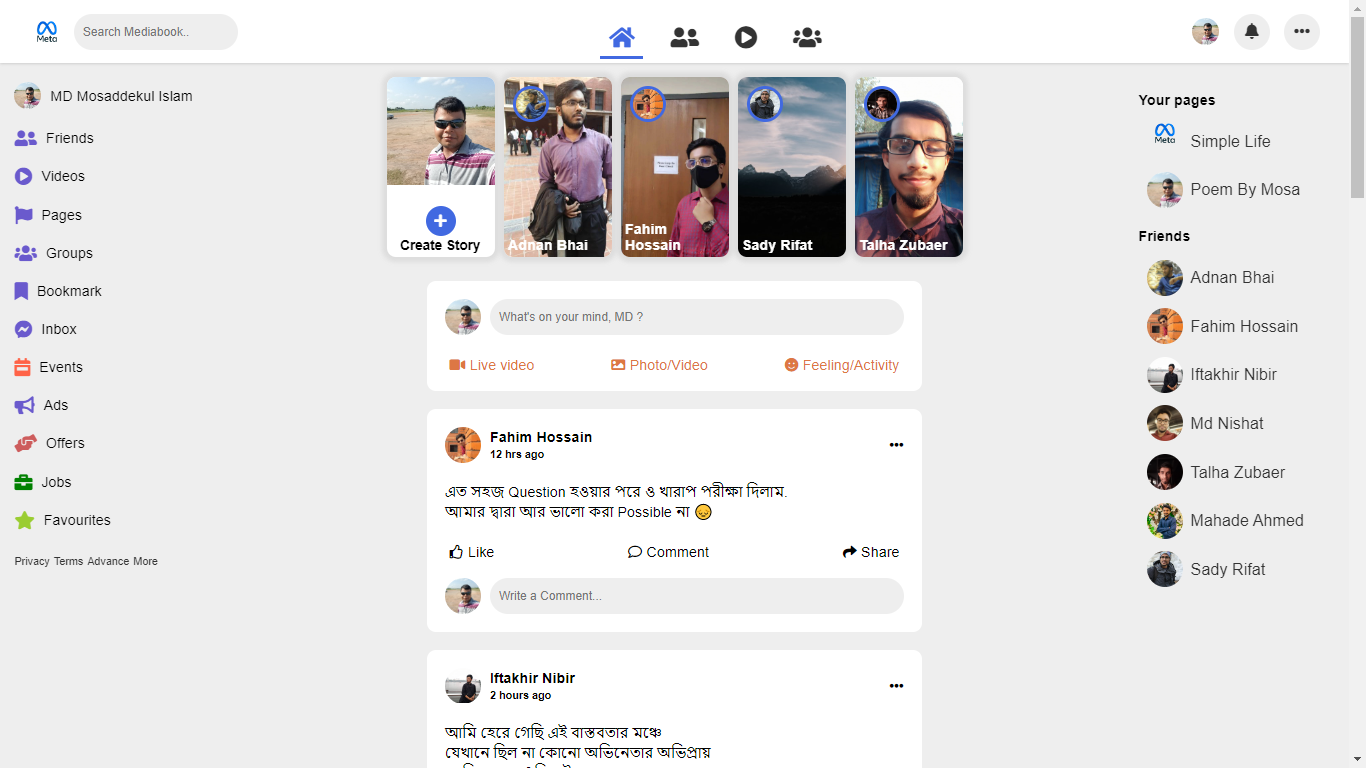 Meta
Search Mediabook..
MD Mosaddekul Islam
Friends
Videos
Pages
Groups
Bookmark
Inbox
Events
Ads
Offers
Jobs
Favourites
Privacy Terms Advance More
Create Story
Adnan Bhai
Fahim
Hossain
Sady Rifat
Talha Zubaer
What's on your mind, MD ?
Live video
Photo/Video
Feeling/Activity
Fahim Hossain
12 hrs ago
এত সহজ Question হওয়ার পরে ও খারাপ পরীক্ষা দিলাম.
আমার দ্বারা আর ভালো করা Possible না 😞
Like
Comment
Share
Write a Comment...
Iftakhir Nibir
2 hours ago
আমি হেরে গেছি এই বাস্তবতার মঞ্চে
যেখানে ছিল না কোনো অভিনেতার অভিপ্রায়
Your pages
Meta
Simple Life
Poem By Mosa
Friends
Adnan Bhai
Fahim Hossain
Iftakhir Nibir
Md Nishat
Talha Zubaer
Mahade Ahmed
Sady Rifat